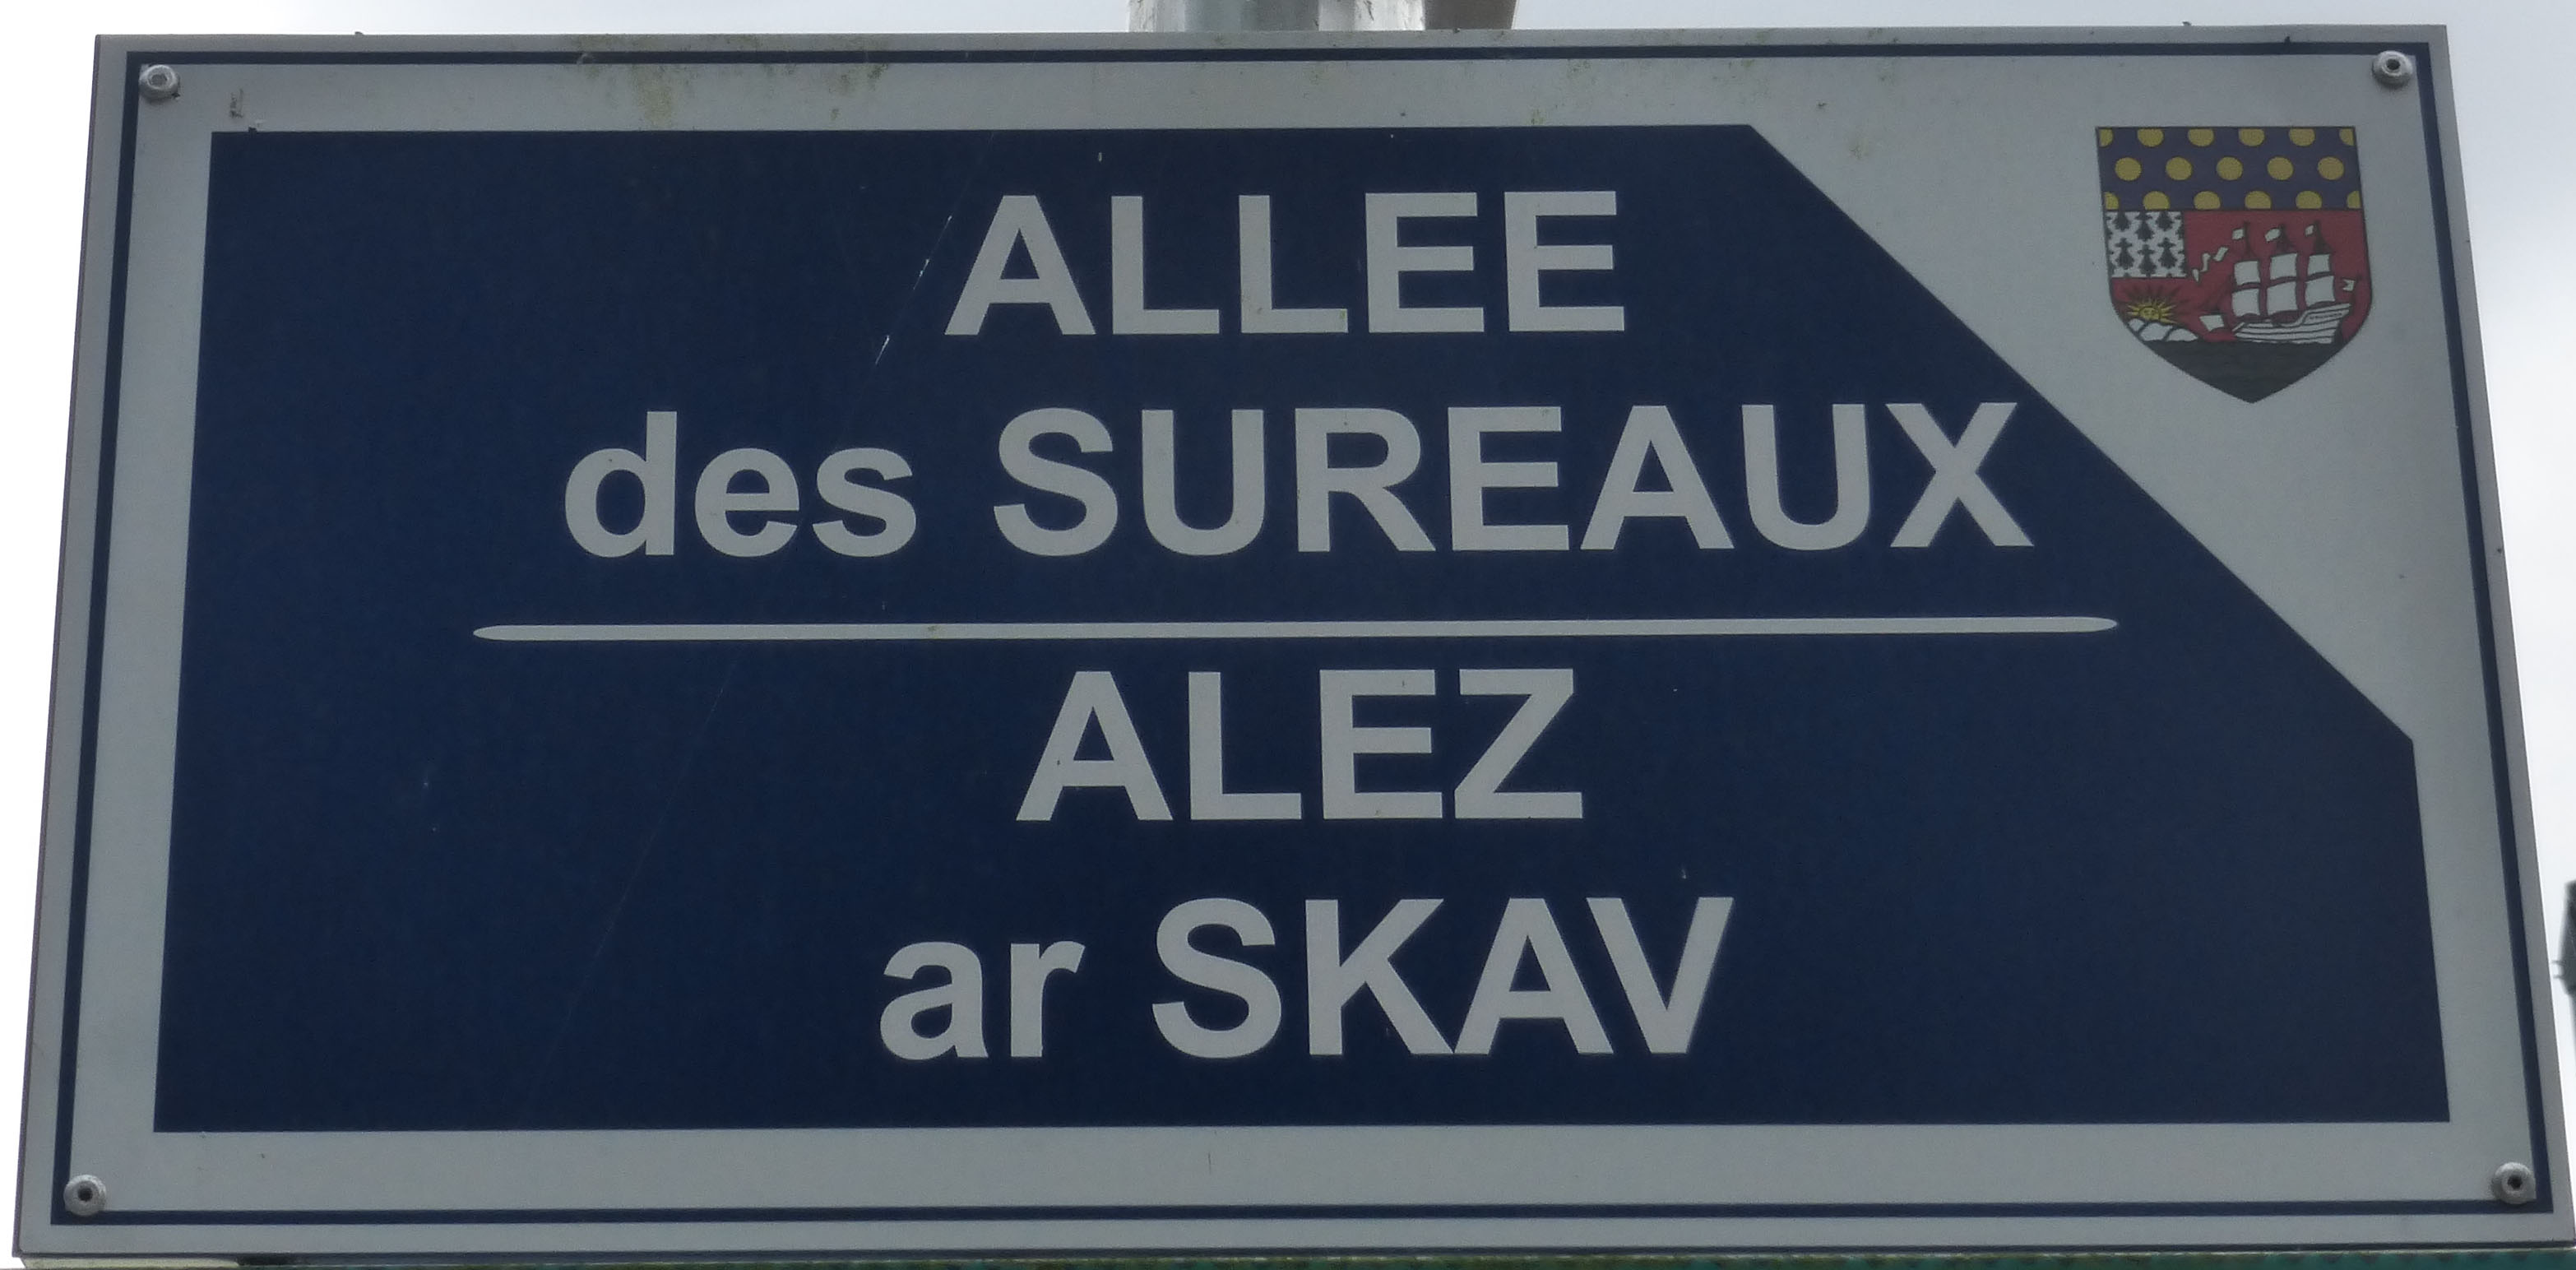 ALLEE
des SUREAUX
ALEZ
ar SKAV